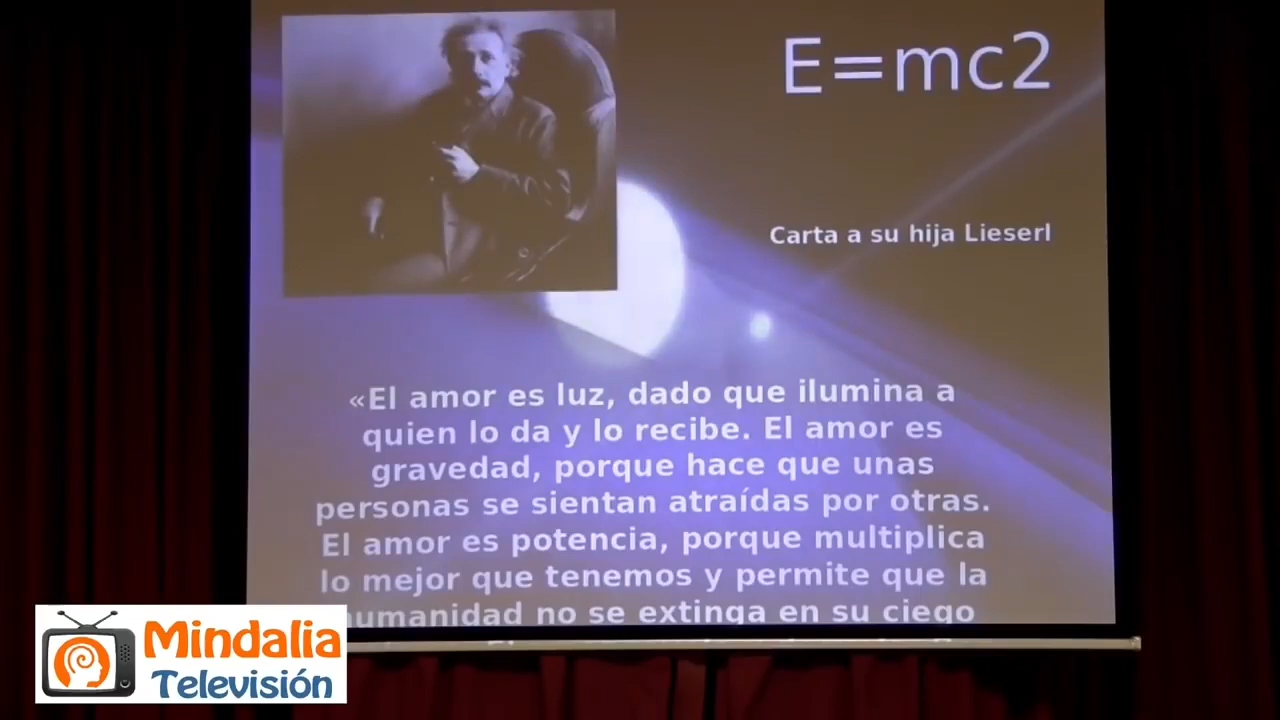 E=mc2
Carta a su hija Lieserl
«El amor es luz, dado que ilumina a
quien lo da y lo recibe. El amor es
gravedad, porque hace que unas
personas se sientan atraídas por otras.
El amor es potencia, porque multiplica
lo mejor que tenemos y permite que la
humanidad no se extinga en su ciego
Mindalia
Televisión